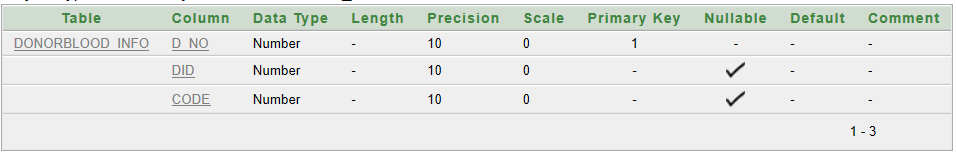 Table Column Data Type Length Precision Scale Primary Key Nullable Default Comment
DONORBLOOD_INFO D_NO Number - 10 0 1 - - -
DID Number - 10 0 - ✓ - -
CODE Number - 10 0 - ✓ - -
1 - 3